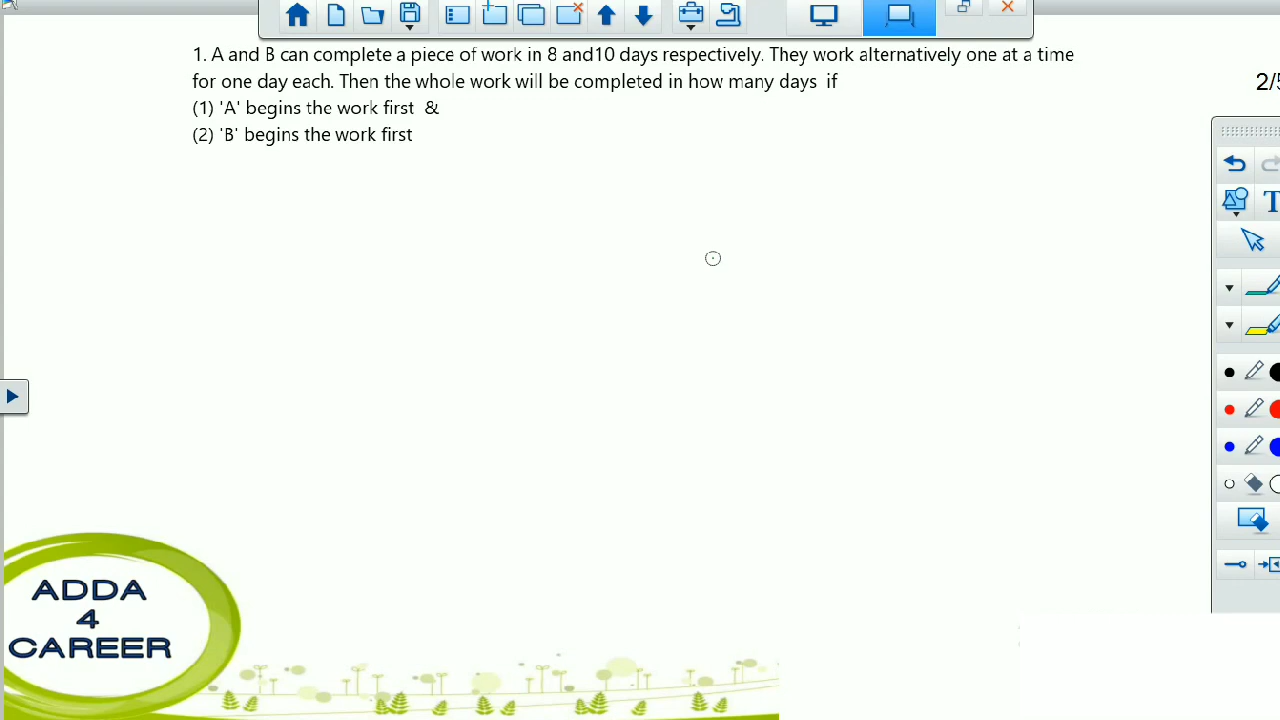 1. A and B can complete a piece of work in 8 and10 days respectively. They work alternatively one at a time
for one day each. Then the whole work will be completed in how many days  if
(1) 'A' begins the work first  &
(2) 'B' begins the work first
2/5
T
ADDA
4
CAREER